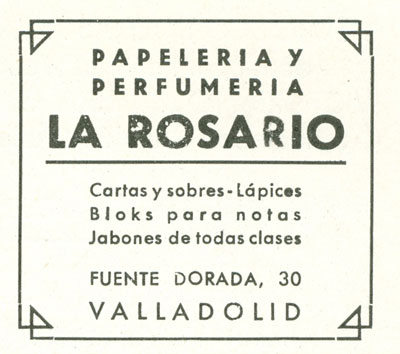 PAPELERIA Y
PERFUMERIA
LA ROSARIO
Cartas y sobres - Lápices
Bloks para notas
Jabones de todas clases
FUENTE DORADA, 30
VALLADOLID